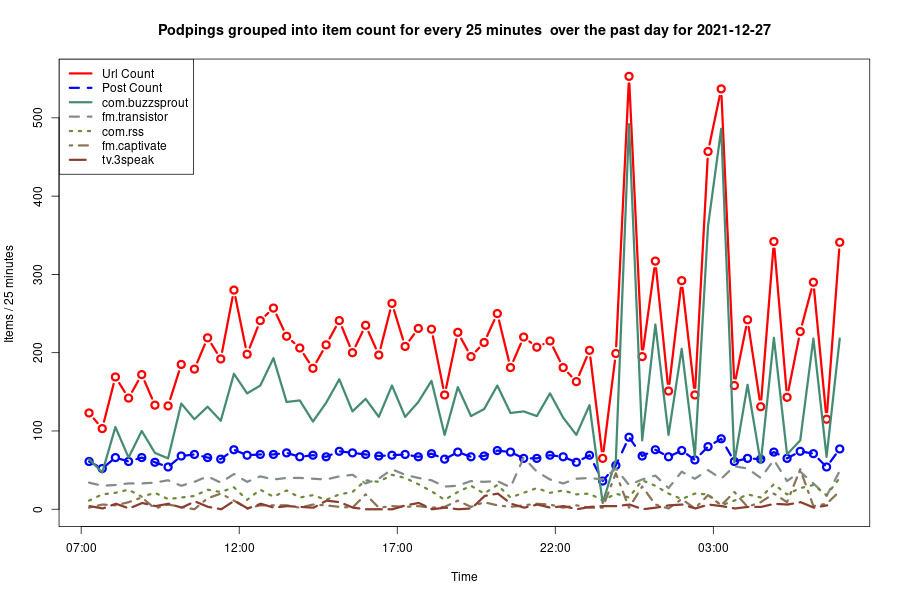 Podpings grouped into item count for every 25 minutes  over the past day for 2021-12-27
Url Count
Post Count
com.buzzsprout
fm.transistor
com.rss
fm.captivate
tv.3speak
Items / 25 minutes
500
400
300
200
100
0
07:00 12:00 17:00 22:00 03:00
Time